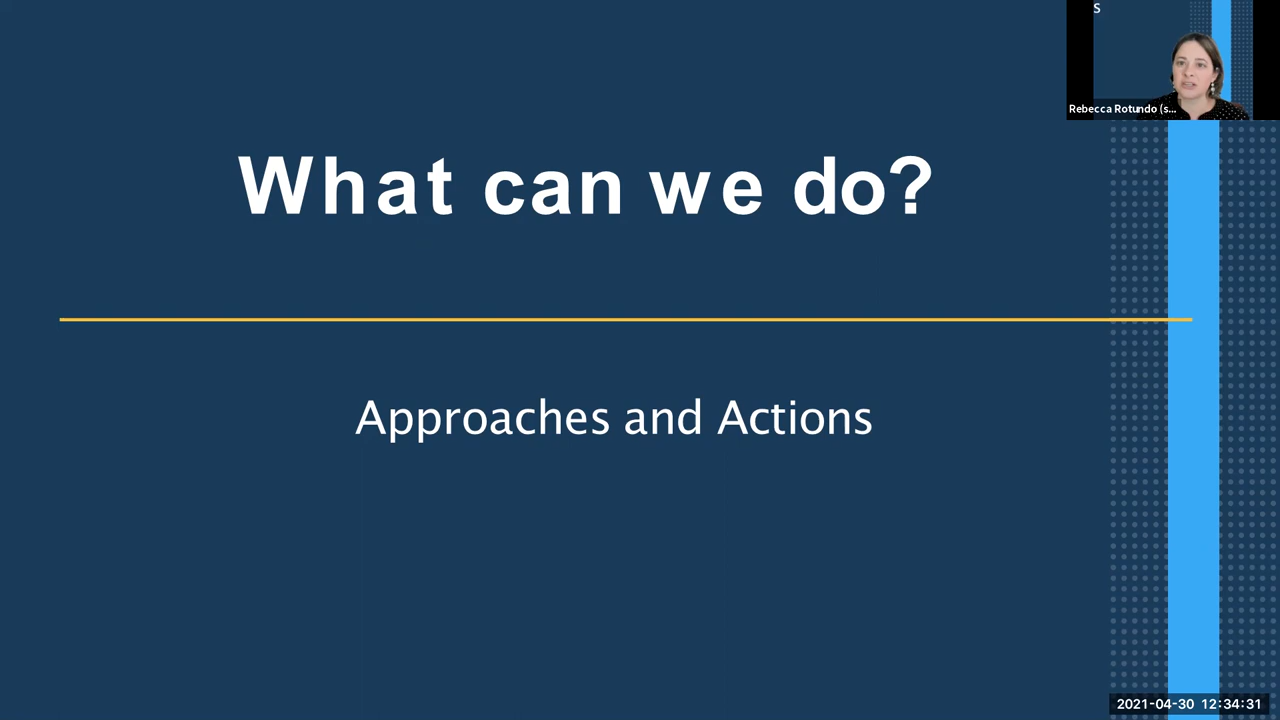 S
Rebecca Rotundo (s...
What can we do?
Approaches and Actions
2021-04-30 12:34:31